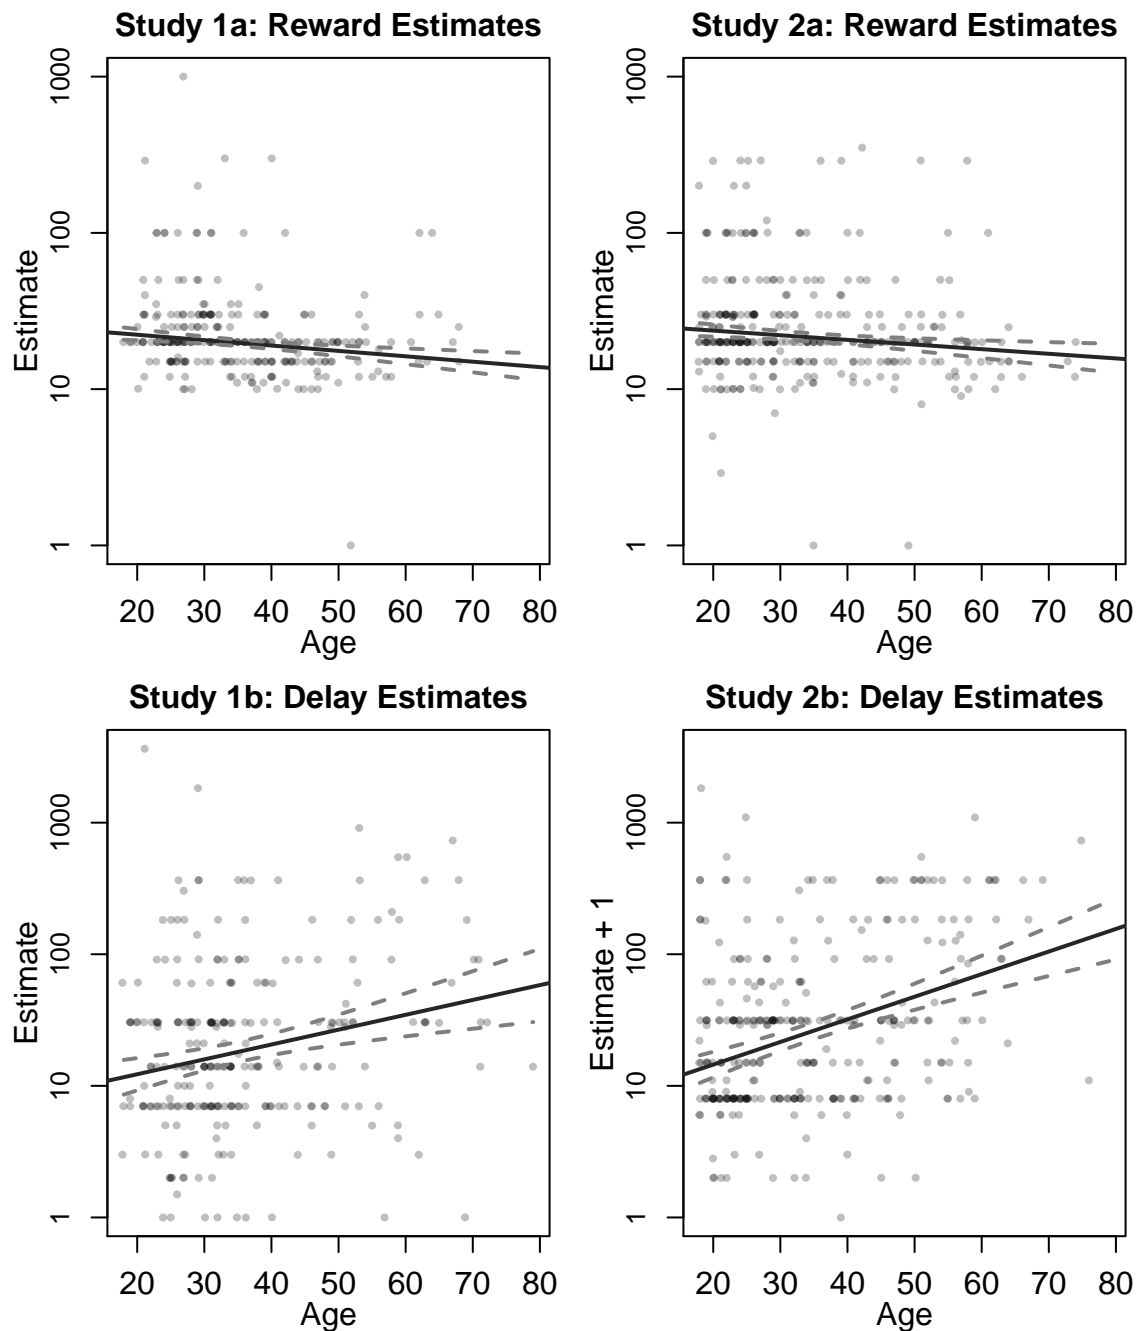 Study 1a: Reward Estimates
Estimate
1 10 100 1000
20 30 40 50 60 70 80
Age
Study 2a: Reward Estimates
Estimate
1 10 100 1000
20 30 40 50 60 70 80
Age
Study 1b: Delay Estimates
Estimate
1 10 100 1000
20 30 40 50 60 70 80
Age
Study 2b: Delay Estimates
Estimate + 1
1 10 100 1000
20 30 40 50 60 70 80
Age